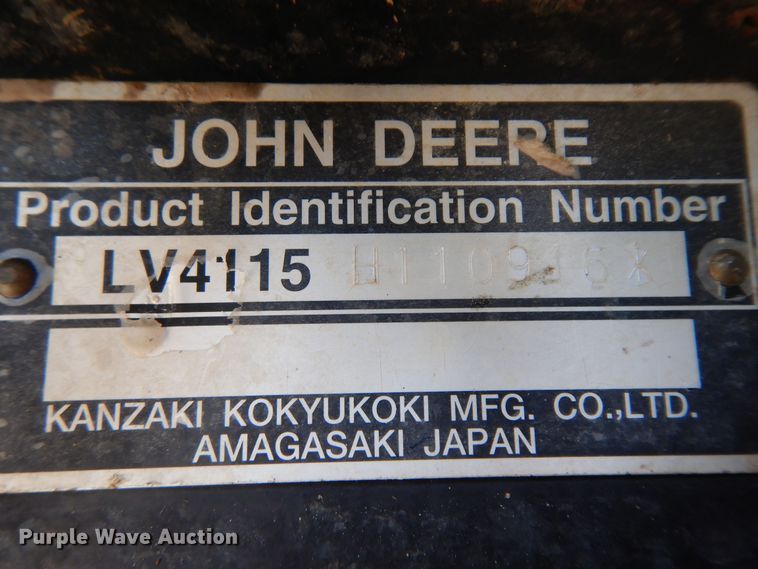 JOHN DEERE
Product Identification Number
LV4115
KANZAKI KOKYUKOKI MFG. CO.,LTD.
AMAGASAKI JAPAN
Purple Wave Auction